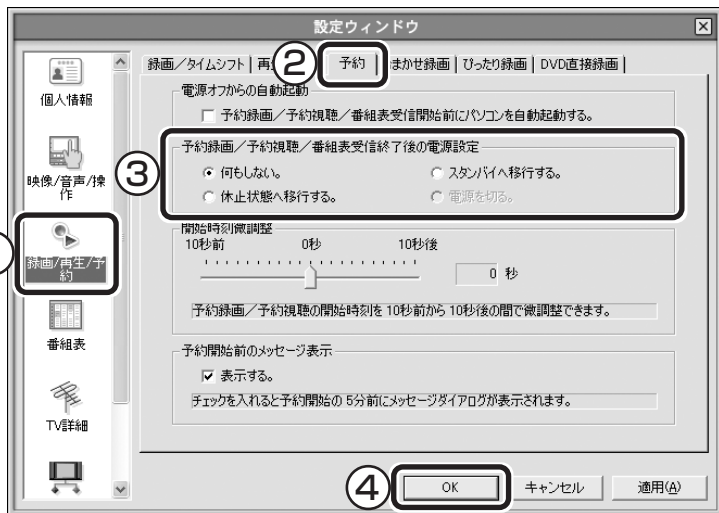 設定ウィンドウ
②
録画/タイムシフト
予約
まかせ録画
ぴったり録画
DVD直接録画
個人情報
映像/音声/操作
録画/再生/予約
番組表
TV詳細
電源オフからの自動起動
予約録画/予約視聴/番組表受信開始前にパソコンを自動起動する。
③
予約録画/予約視聴/番組表受信終了後の電源設定
何もしない。
スタンバイへ移行する。
休止状態へ移行する。
電源を切る。
開始時刻微調整
10秒前 0秒 10秒後
0 秒
予約録画/予約視聴の開始時刻を10秒前から10秒後の間で微調整できます。
予約開始前のメッセージ表示
表示する。
チェックを入れると予約開始の5分前にメッセージダイアログが表示されます。
④
OK
キャンセル
適用(A)